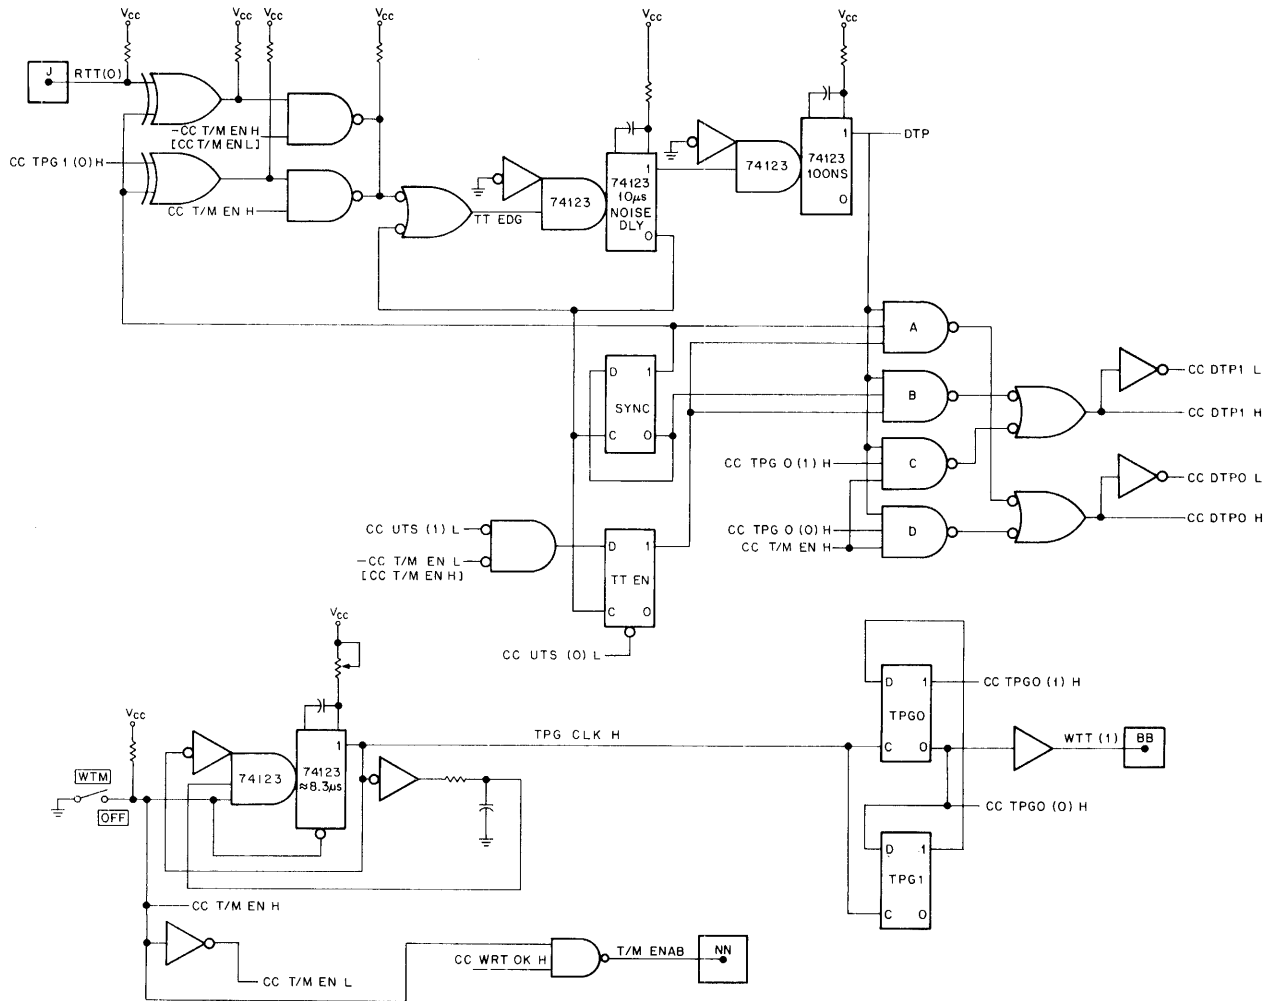 Vcc
Vcc
Vcc
Vcc
Vcc
Vcc
J
RTT(0)
-CC T/M EN H
[CC T/M EN L]
CC TPG 1 (0) H
CC T/M EN H
TT EDG
74123
74123
10µs
NOISE
DLY
1
0
74123
74123
100NS
1
0
DTP
A
B
C
D
D
1
SYNC
C
0
CC TPG 0 (1) H
CC TPG 0 (0) H
CC T/M EN H
CC DTP1 L
CC DTP1 H
CC DTP0 L
CC DTP0 H
CC UTS (1) L
-CC T/M EN L
[CC T/M EN H]
D
1
TT EN
C
0
CC UTS (0) L
Vcc
Vcc
WTM
OFF
74123
1
74123
≈8.3µs
TPG CLK H
D
1
TPG0
C
0
CC TPG0 (1) H
WTT (1)
BB
CC TPG0 (0) H
D
1
TPG1
C
0
CC T/M EN H
CC T/M EN L
CC WRT OK H
T/M ENAB
NN